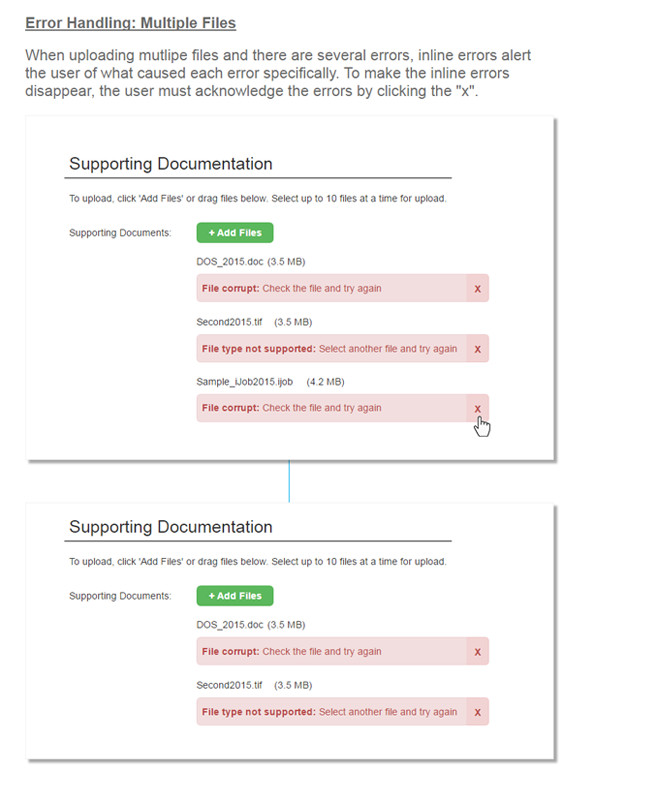 Error Handling: Multiple Files
When uploading mutlipe files and there are several errors, inline errors alert
the user of what caused each error specifically. To make the inline errors
disappear, the user must acknowledge the errors by clicking the "x".
Supporting Documentation
To upload, click 'Add Files' or drag files below. Select up to 10 files at a time for upload.
Supporting Documents: + Add Files
DOS_2015.doc (3.5 MB)
File corrupt: Check the file and try again x
Second2015.tif (3.5 MB)
File type not supported: Select another file and try again x
Sample_iJob2015.ijob (4.2 MB)
File corrupt: Check the file and try again x
Supporting Documentation
To upload, click 'Add Files' or drag files below. Select up to 10 files at a time for upload.
Supporting Documents: + Add Files
DOS_2015.doc (3.5 MB)
File corrupt: Check the file and try again x
Second2015.tif (3.5 MB)
File type not supported: Select another file and try again x